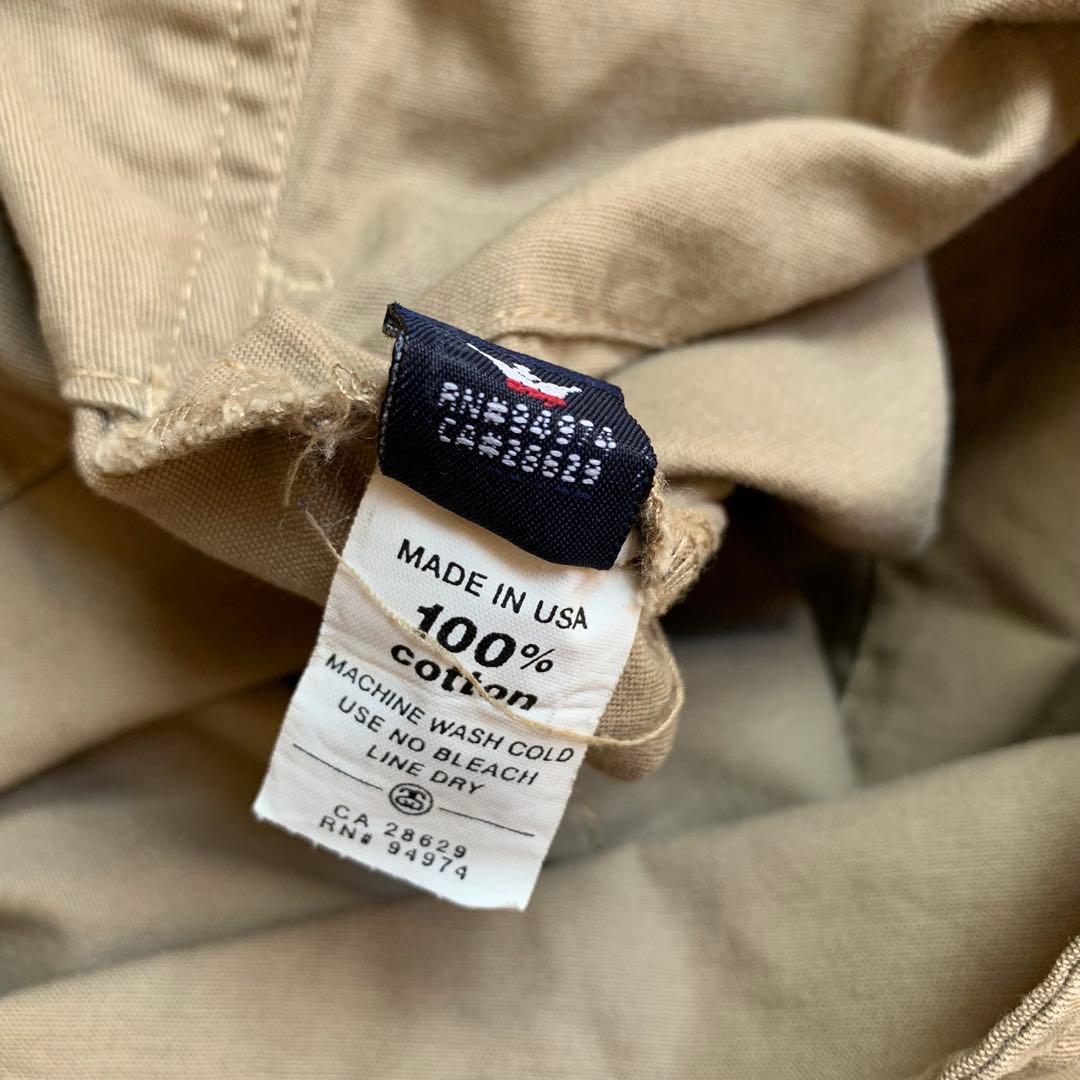 RN#94974
CA#28629
MADE IN USA
100%
cotton
MACHINE WASH COLD
USE NO BLEACH
LINE DRY
CA 28629
RN# 94974